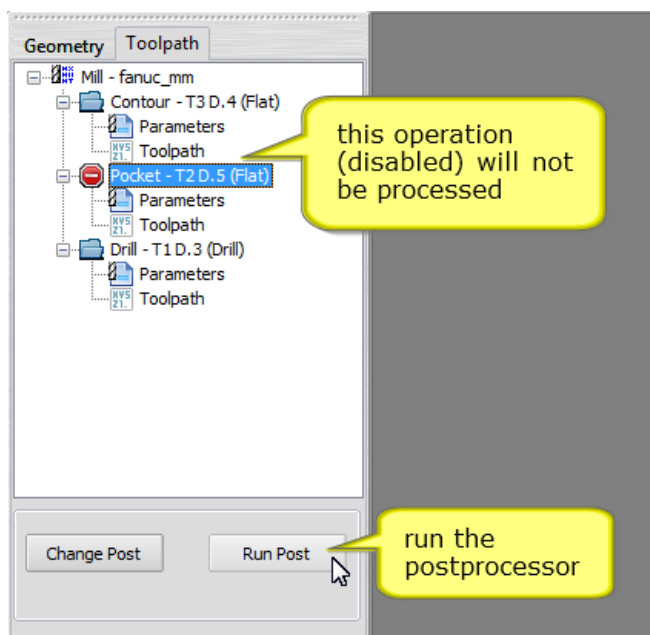 Geometry Toolpath
Mill - fanuc_mm
Contour - T3 D.4 (Flat)
Parameters
Toolpath
Pocket - T2 D.5 (Flat)
Parameters
Toolpath
Drill - T1 D.3 (Drill)
Parameters
Toolpath
this operation
(disabled) will not
be processed
Change Post
Run Post
run the
postprocessor